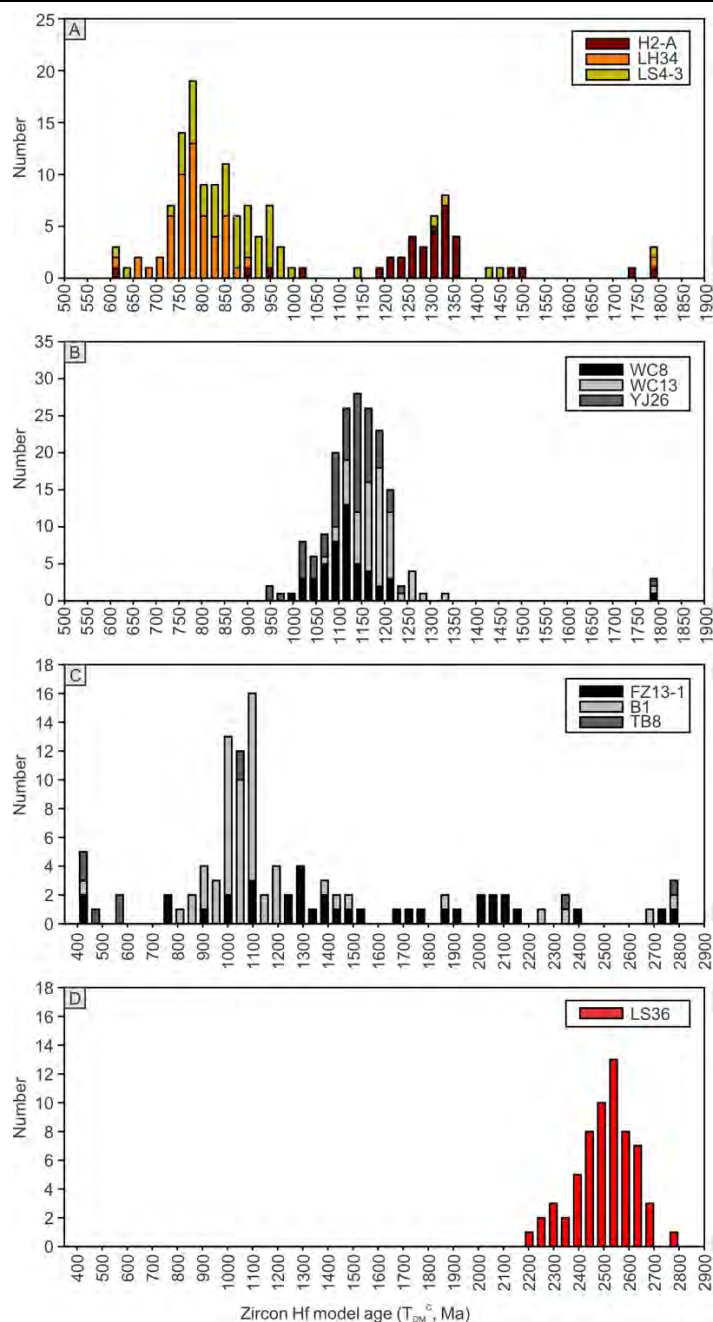 A
H2-A
LH34
LS4-3
Number
25
20
15
10
5
0
500 550 600 650 700 750 800 850 900 950 1000 1050 1100 1150 1200 1250 1300 1350 1400 1450 1500 1550 1600 1650 1700 1750 1800 1850 1900
B
WC8
WC13
YJ26
Number
35
30
25
20
15
10
5
0
500 550 600 650 700 750 800 850 900 950 1000 1050 1100 1150 1200 1250 1300 1350 1400 1450 1500 1550 1600 1650 1700 1750 1800 1850 1900
C
FZ13-1
B1
TB8
Number
18
16
14
12
10
8
6
4
2
0
400 500 600 700 800 900 1000 1100 1200 1300 1400 1500 1600 1700 1800 1900 2000 2100 2200 2300 2400 2500 2600 2700 2800 2900
D
LS36
Number
18
16
14
12
10
8
6
4
2
0
400 500 600 700 800 900 1000 1100 1200 1300 1400 1500 1600 1700 1800 1900 2000 2100 2200 2300 2400 2500 2600 2700 2800 2900
Zircon Hf model age (T_DM^C, Ma)